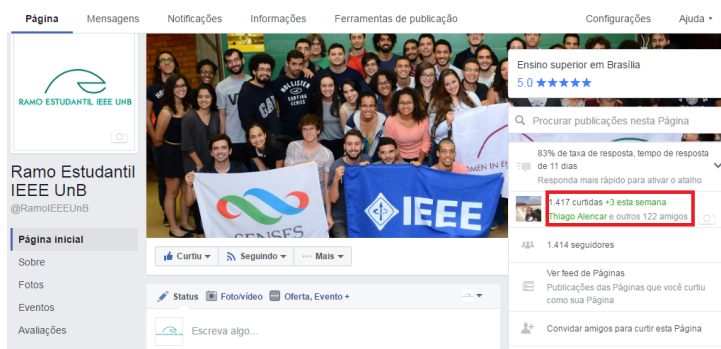 Página Mensagens Notificações Informações Ferramentas de publicação Configurações Ajuda
RAMO ESTUDANTIL IEEE UNB
Ramo Estudantil
IEEE UnB
@RamoIEEEUnB
Página inicial
Sobre
Fotos
Eventos
Avaliações
HOLLISTER
GAP
SENSES
IEEE
WOMEN IN EN
Curtiu Seguindo Mais
Status Foto/vídeo Oferta, Evento +
Escreva algo...
Ensino superior em Brasília
5.0 ★★★★★
Procurar publicações nesta Página
83% de taxa de resposta, tempo de resposta
de 11 dias
Responda mais rápido para ativar o atalho
1.417 curtidas +3 esta semana
Thiago Alencar e outros 122 amigos
1.414 seguidores
Ver feed de Páginas
Publicações das Páginas que você curtiu
como sua Página
Convidar amigos para curtir esta Página